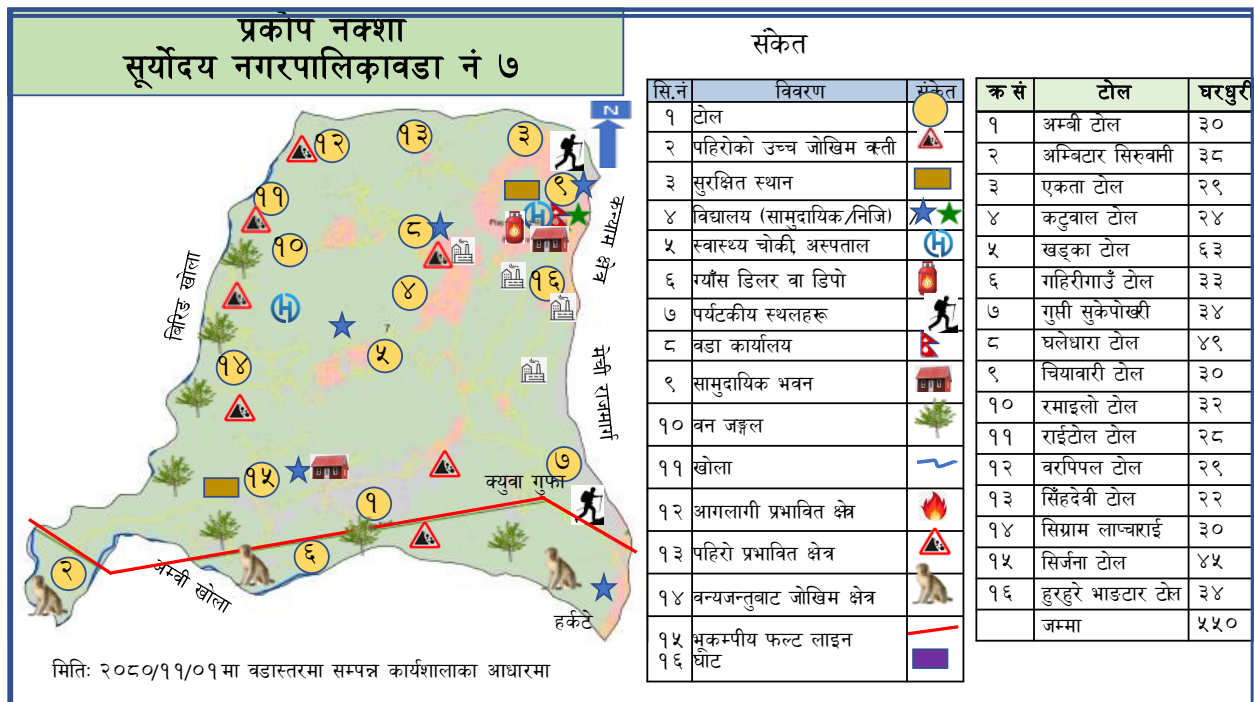 प्रकोप नक्शा
सूर्योदय नगरपालिकावडा नं ७
संकेत
सि.नं विवरण संकेत
१ टोल
२ पहिरोको उच्च जोखिम वस्ती
३ सुरक्षित स्थान
४ विद्यालय (सामुदायिक/निजि)
५ स्वास्थ्य चोकी, अस्पताल
६ ग्याँस डिलर वा डिपो
७ पर्यटकीय स्थलहरू
८ वडा कार्यालय
९ सामुदायिक भवन
१० वन जङ्गल
११ खोला
१२ आगलागी प्रभावित क्षेत्र
१३ पहिरो प्रभावित क्षेत्र
१४ वन्यजन्तुबाट जोखिम क्षेत्र
१५ भूकम्पीय फल्ट लाइन
१६ घाट
क्र सं टोल घरधुरी
१ अम्बी टोल ३०
२ अम्बिटार सिरुवानी ३८
३ एकता टोल २९
४ कटुवाल टोल २४
५ खड्का टोल ६३
६ गहिरीगाउँ टोल ३३
७ गुप्ती सुकेपोखरी ३४
८ घलेधारा टोल ४९
९ चियावारी टोल ३०
१० रमाइलो टोल ३२
११ राईटोल टोल २८
१२ वरपिपल टोल २९
१३ सिँहदेवी टोल २२
१४ सिग्राम लाप्चाराई ३०
१५ सिर्जना टोल ४५
१६ हुरहुरे भाङटार टोल ३४
जम्मा ५५०
N
१२
१३
३
११
९
८
१०
१६
४
७
५
१४
७
१५
१
६
२
कन्याम क्षेत्र
बिरिङ खोला
मेची राजमार्ग
क्युवा गुफा
अम्वी खोला
हर्कटे
मितिः २०८०/११/०१मा वडास्तरमा सम्पन्न कार्यशालाका आधारमा